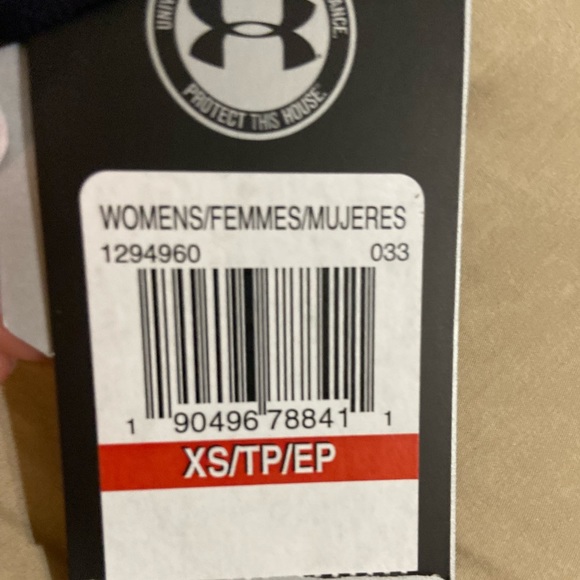 PROTECT THIS HOUSE.
WOMENS/FEMMES/MUJERES
1294960 033
1 90496 78841 1
XS/TP/EP